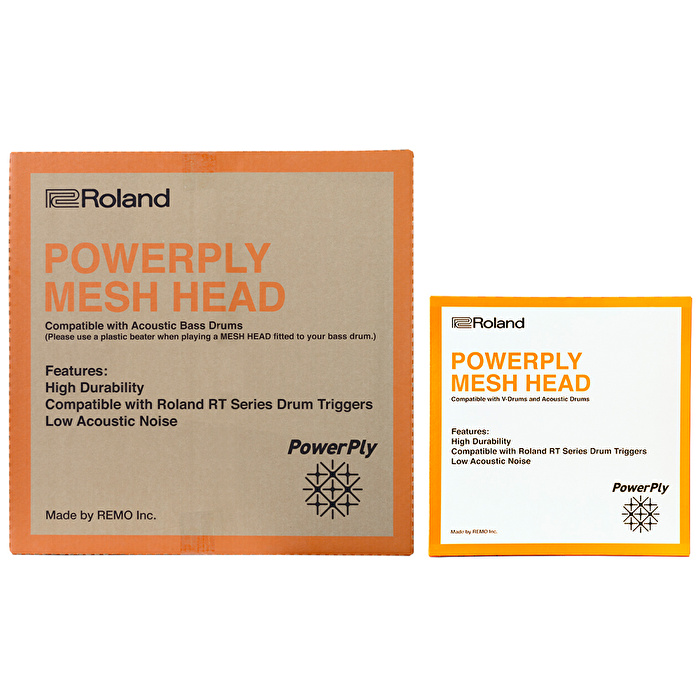 Roland
POWERPLY
MESH HEAD
Compatible with Acoustic Bass Drums
(Please use a plastic beater when playing a MESH HEAD fitted to your bass drum.)
Features:
High Durability
Compatible with Roland RT Series Drum Triggers
Low Acoustic Noise
PowerPly
Made by REMO Inc.
Roland
POWERPLY
MESH HEAD
Compatible with V-Drums and Acoustic Drums
Features:
High Durability
Compatible with Roland RT Series Drum Triggers
Low Acoustic Noise
PowerPly
Made by REMO Inc.